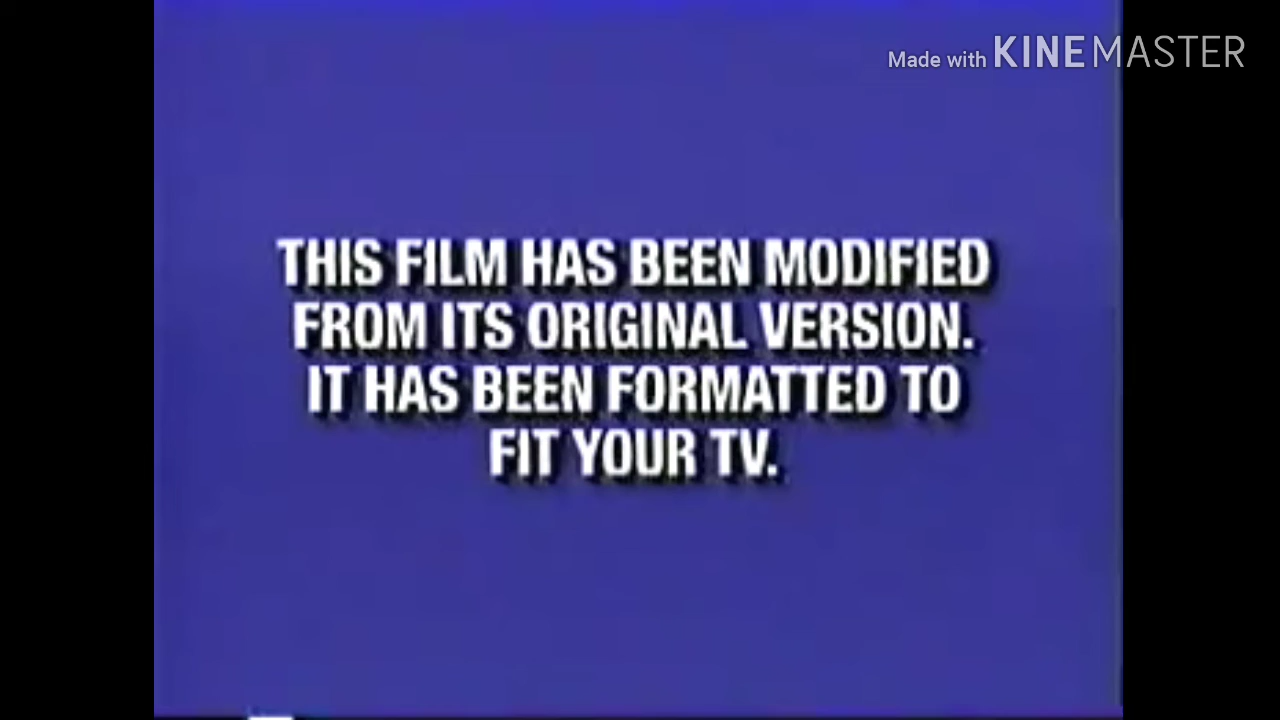 Made with KINEMASTER
THIS FILM HAS BEEN MODIFIED
FROM ITS ORIGINAL VERSION.
IT HAS BEEN FORMATTED TO
FIT YOUR TV.